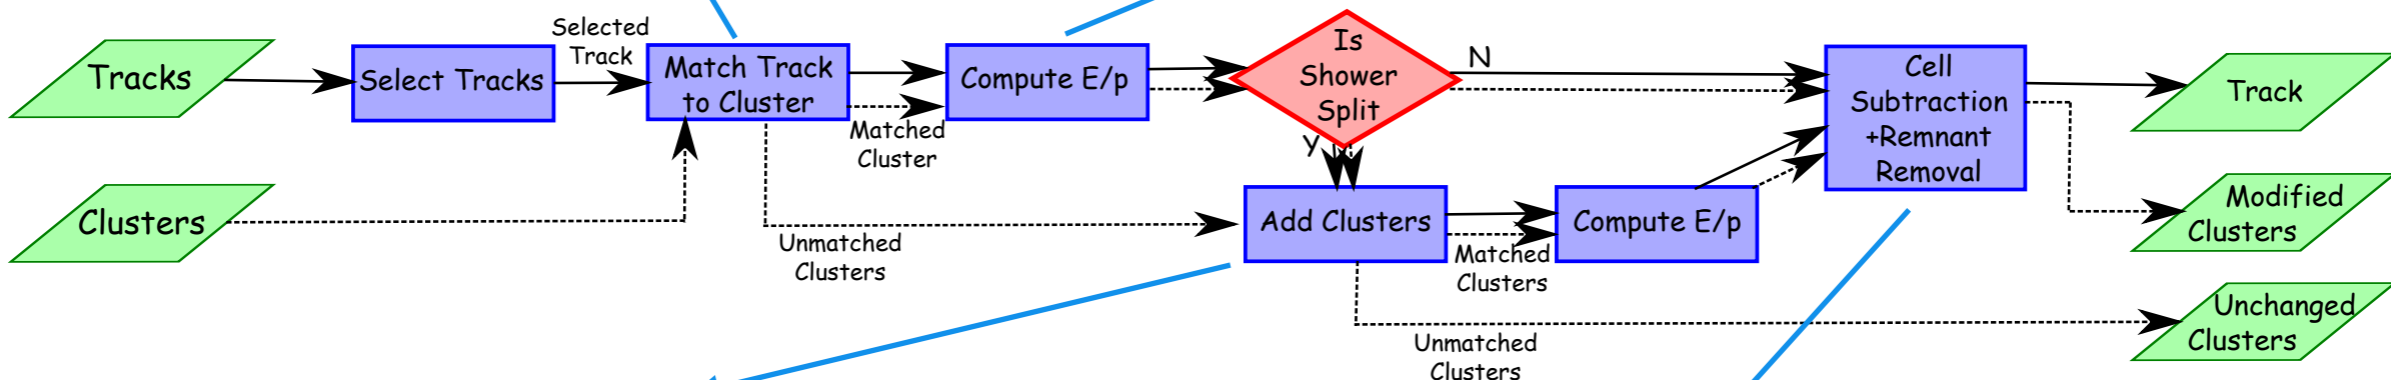 Tracks
Select Tracks
Selected
Track
Match Track
to Cluster
Matched
Cluster
Compute E/p
Is
Shower
Split
N
Y
Cell
Subtraction
+Remnant
Removal
Track
Clusters
Unmatched
Clusters
Add Clusters
Matched
Clusters
Compute E/p
Modified
Clusters
Unmatched
Clusters
Unchanged
Clusters